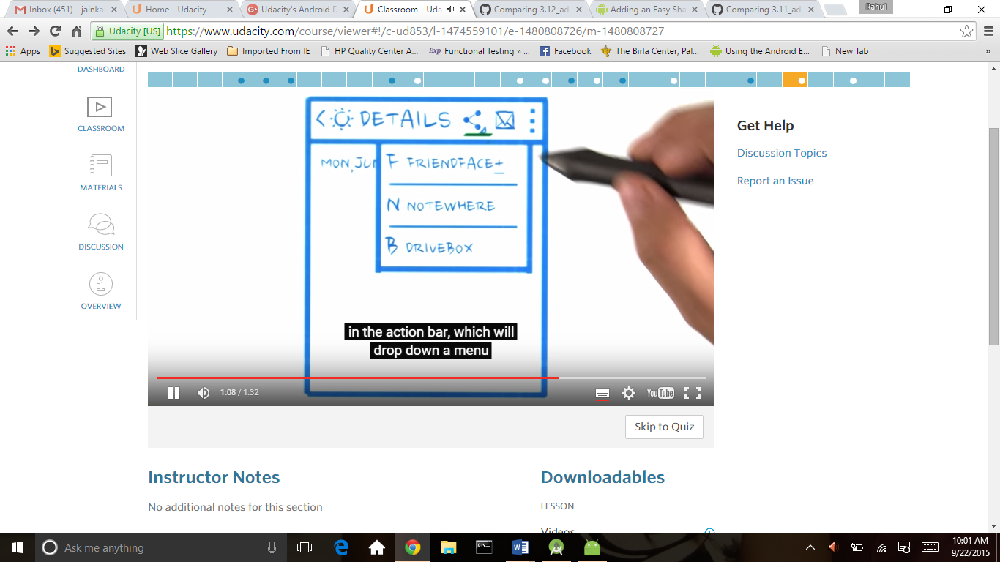 Inbox (451) - jainka
Home - Udacity
Udacity's Android D
Classroom - Uda
Comparing 3.12_ad
Adding an Easy Sha
Comparing 3.11_ad
Rahul
Udacity [US]
https://www.udacity.com/course/viewer#!/c-ud853/l-1474559101/e-1480808726/m-1480808727
Apps
Suggested Sites
Web Slice Gallery
Imported From IE
HP Quality Center A...
Exp Functional Testing » ...
Facebook
The Birla Center, Pal...
Using the Android E...
New Tab
»
DASHBOARD
CLASSROOM
MATERIALS
DISCUSSION
OVERVIEW
< DETAILS
MON, JUN
F FRIENDFACE+
N NOTEWHERE
B DRIVEBOX
in the action bar, which will
drop down a menu
1:08 / 1:32
YouTube
Skip to Quiz
Get Help
Discussion Topics
Report an Issue
Instructor Notes
No additional notes for this section
Downloadables
LESSON
Videos
Ask me anything
10:01 AM
9/22/2015